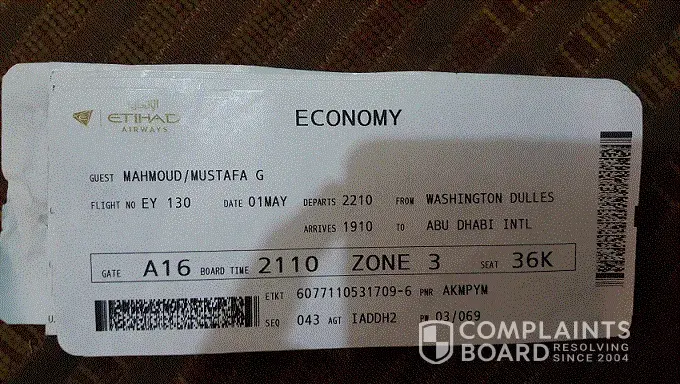 الإتحاد
ETIHAD
AIRWAYS
ECONOMY
GUEST MAHMOUD/MUSTAFA G
FLIGHT NO EY 130 DATE 01MAY DEPARTS 2210 FROM WASHINGTON DULLES
ARRIVES 1910 TO ABU DHABI INTL
GATE A16 BOARD TIME 2110 ZONE 3 SEAT 36K
ETKT 6077110531709-6 PNR AKMPYM
SEQ 043 AGT IADDH2 PW 03/069
COMPLAINTS
BOARD RESOLVING
SINCE 2004